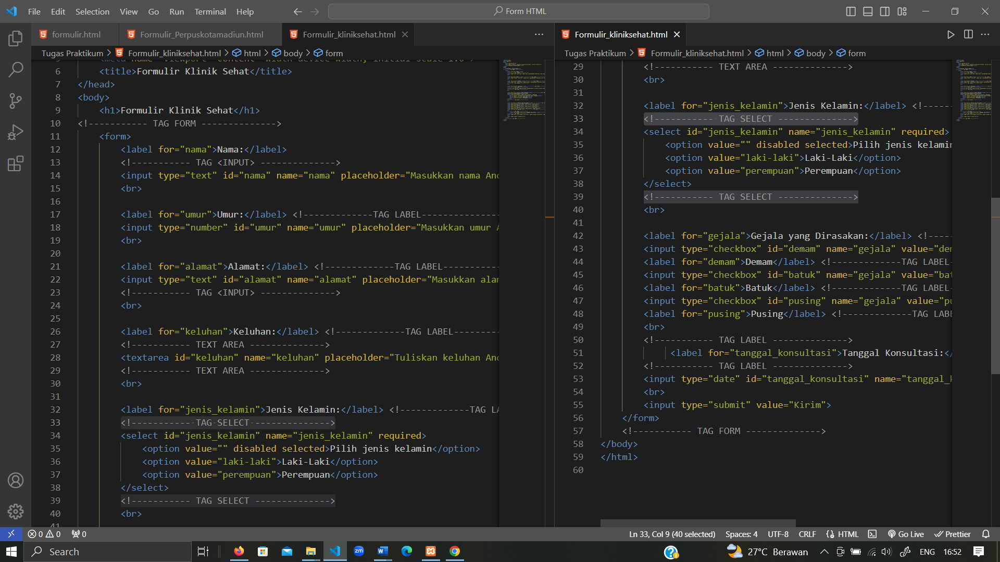 File Edit Selection View Go Run Terminal Help
Form HTML
formulir.html Formulir_Perpuskotamadiun.html Formulir_kliniksehat.html
Tugas Praktikum > Formulir_kliniksehat.html > html > body > form
6 <title>Formulir Klinik Sehat</title>
7 </head>
8 <body>
9 <h1>Formulir Klinik Sehat</h1>
10 <!----------- TAG FORM -------------->
11 <form>
12 <label for="nama">Nama:</label>
13 <!----------- TAG <INPUT> -------------->
14 <input type="text" id="nama" name="nama" placeholder="Masukkan nama And
15 <br>
16
17 <label for="umur">Umur:</label> <!-------------TAG LABEL---------------
18 <input type="number" id="umur" name="umur" placeholder="Masukkan umur A
19 <br>
20
21 <label for="alamat">Alamat:</label> <!-------------TAG LABEL-----------
22 <input type="text" id="alamat" name="alamat" placeholder="Masukkan alam
23 <!----------- TAG <INPUT> -------------->
24 <br>
25
26 <label for="keluhan">Keluhan:</label> <!-------------TAG LABEL---------
27 <!----------- TEXT AREA -------------->
28 <textarea id="keluhan" name="keluhan" placeholder="Tuliskan keluhan And
29 <!----------- TEXT AREA -------------->
30 <br>
31
32 <label for="jenis_kelamin">Jenis Kelamin:</label> <!-------------TAG LA
33 <!----------- TAG SELECT -------------->
34 <select id="jenis_kelamin" name="jenis_kelamin" required>
35 <option value="" disabled selected>Pilih jenis kelamin</option>
36 <option value="laki-laki">Laki-Laki</option>
37 <option value="perempuan">Perempuan</option>
38 </select>
39 <!----------- TAG SELECT -------------->
40 <br>
41
Formulir_kliniksehat.html
Tugas Praktikum > Formulir_kliniksehat.html > html > body > form
29 <!----------- TEXT AREA -------------->
30 <br>
31
32 <label for="jenis_kelamin">Jenis Kelamin:</label> <!-----
33 <!----------- TAG SELECT -------------->
34 <select id="jenis_kelamin" name="jenis_kelamin" required>
35 <option value="" disabled selected>Pilih jenis kelamin
36 <option value="laki-laki">Laki-Laki</option>
37 <option value="perempuan">Perempuan</option>
38 </select>
39 <!----------- TAG SELECT -------------->
40 <br>
41
42 <label for="gejala">Gejala yang Dirasakan:</label> <!----
43 <input type="checkbox" id="demam" name="gejala" value="dem
44 <label for="demam">Demam</label> <!-------------TAG LABEL-
45 <input type="checkbox" id="batuk" name="gejala" value="bat
46 <label for="batuk">Batuk</label> <!-------------TAG LABEL-
47 <input type="checkbox" id="pusing" name="gejala" value="pu
48 <label for="pusing">Pusing</label> <!-------------TAG LABE
49 <br>
50 <!----------- TAG LABEL -------------->
51 <label for="tanggal_konsultasi">Tanggal Konsultasi:</
52 <!----------- TAG LABEL -------------->
53 <input type="date" id="tanggal_konsultasi" name="tanggal_k
54 <br>
55 <input type="submit" value="Kirim">
56 </form>
57 <!----------- TAG FORM -------------->
58 </body>
59 </html>
60
0 0 0 Ln 33, Col 9 (40 selected) Spaces: 4 UTF-8 CRLF HTML Go Live Prettier
Search 27°C Berawan ENG 16:52